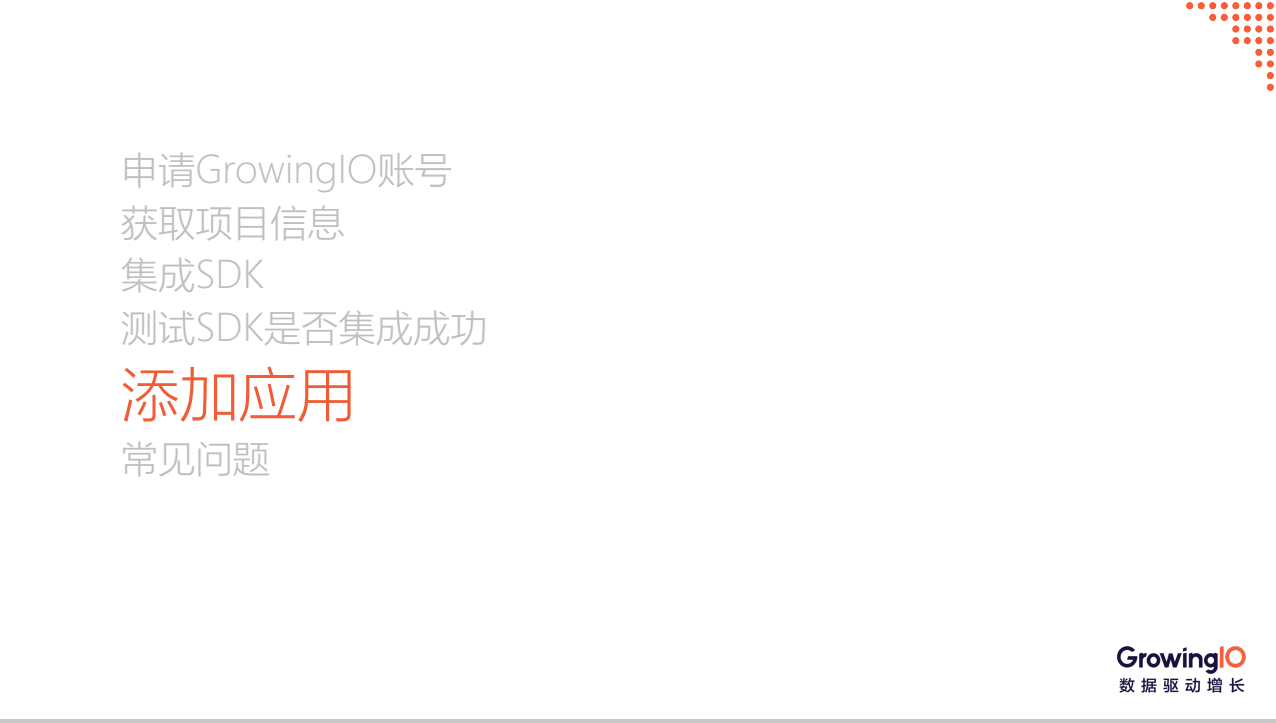 申请GrowingIO账号
获取项目信息
集成SDK
测试SDK是否集成成功
添加应用
常见问题
GrowingIO
数据驱动增长